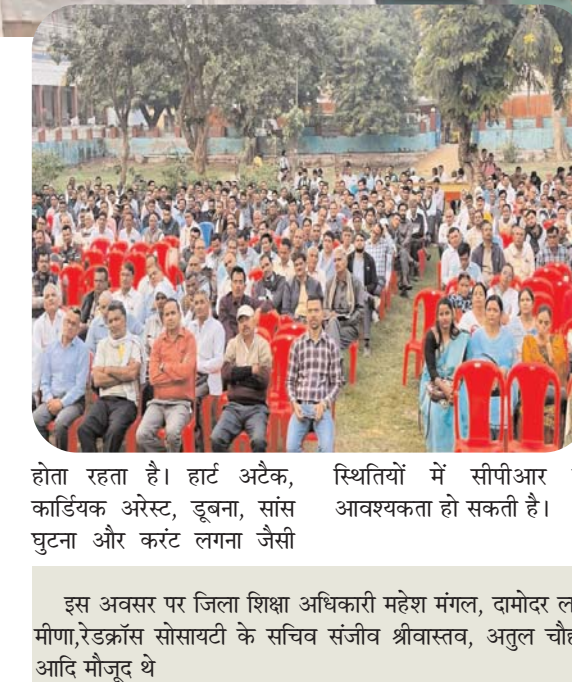 होता रहता है। हार्ट अटैक,
कार्डियक अरेस्ट, डूबना, सांस
घुटना और करंट लगना जैसी
स्थितियों में सीपीआर
आवश्यकता हो सकती है।
इस अवसर पर जिला शिक्षा अधिकारी महेश मंगल, दामोदर
मीणा,रेडक्रॉस सोसायटी के सचिव संजीव श्रीवास्तव, अतुल
आदि मौजूद थे